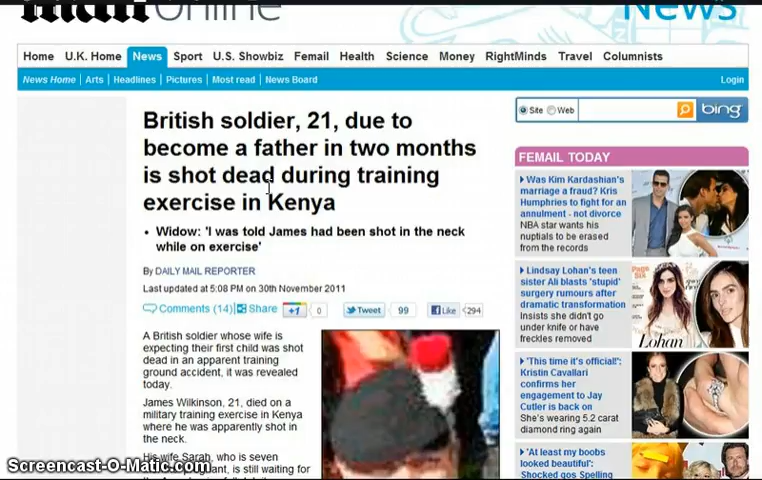 Mail Online
News
Home U.K. Home News Sport U.S. Showbiz Femail Health Science Money RightMinds Travel Columnists
News Home Arts Headlines Pictures Most read News Board Login
British soldier, 21, due to
become a father in two months
is shot dead during training
exercise in Kenya
• Widow: 'I was told James had been shot in the neck
while on exercise'
By DAILY MAIL REPORTER
Last updated at 5:08 PM on 30th November 2011
Comments (14) Share +1 0 Tweet 99 Like 294
A British soldier whose wife is
expecting their first child was shot
dead in an apparent training
ground accident, it was revealed
today.
James Wilkinson, 21, died on a
military training exercise in Kenya
where he was apparently shot in
the neck.
His wife Sarah, who is seven
is still waiting for
Site Web bing
FEMAIL TODAY
Was Kim Kardashian's
marriage a fraud? Kris
Humphries to fight for an
annulment - not divorce
NBA star wants his
nuptials to be erased
from the records
Lindsay Lohan's teen
sister Ali blasts 'stupid'
surgery rumours after
dramatic transformation
Insists she didn't go
under knife or have
freckles removed
Lohan
'This time it's official':
Kristin Cavallari
confirms her
engagement to Jay
Cutler is back on
She's wearing 5.2 carat
diamond ring again
'At least my boobs
looked beautiful':
Shocked gos Spelling
Screencast-O-Matic.com